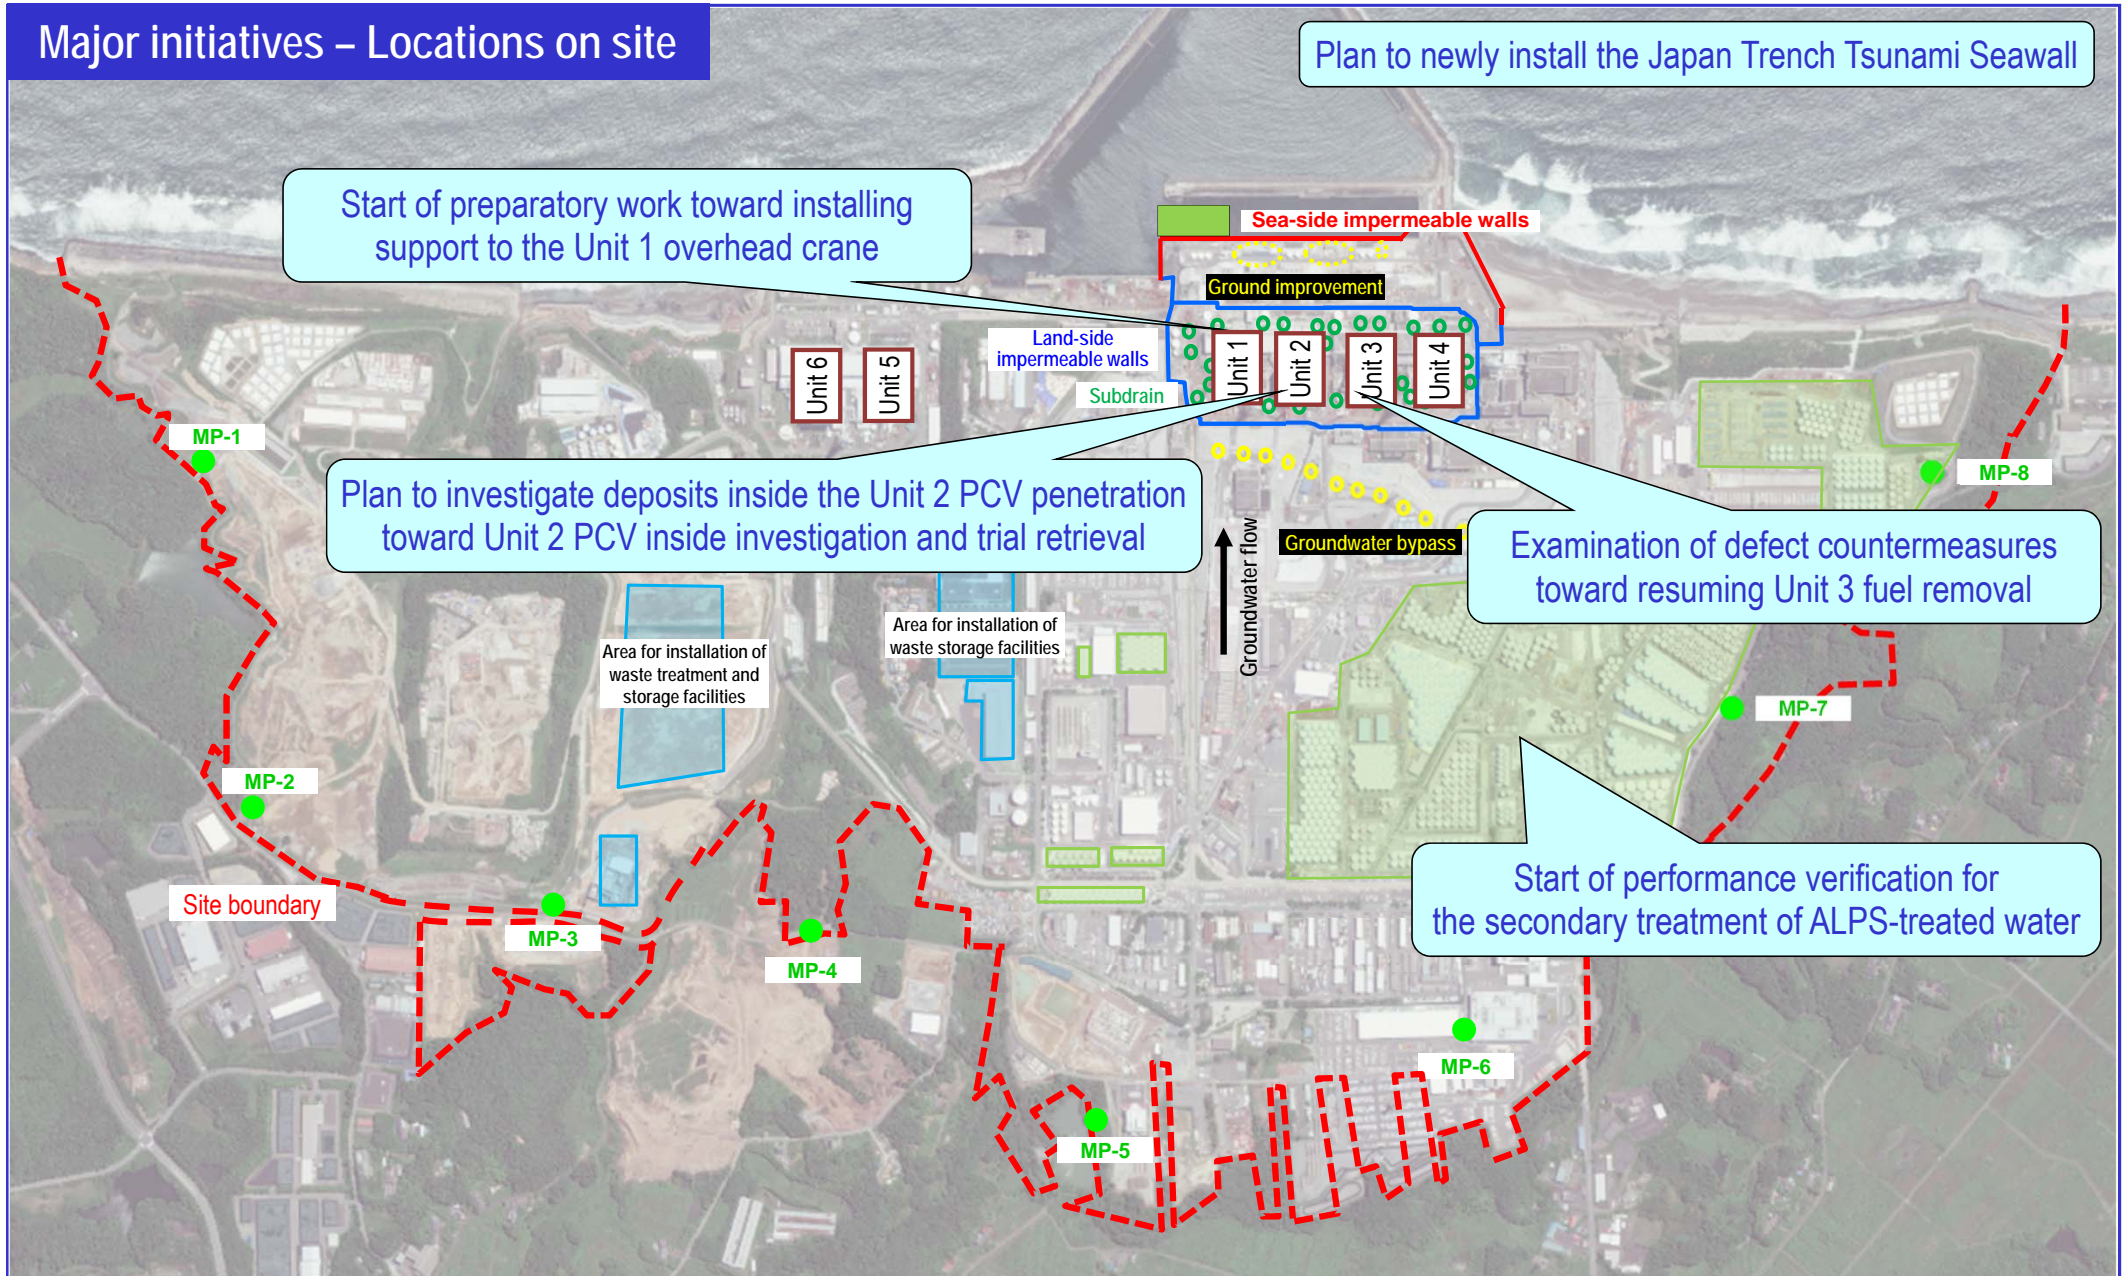 Major initiatives – Locations on site
Plan to newly install the Japan Trench Tsunami Seawall
Start of preparatory work toward installing
support to the Unit 1 overhead crane
Sea-side impermeable walls
Ground improvement
Land-side
impermeable walls
Subdrain
Unit 6
Unit 5
Unit 1
Unit 2
Unit 3
Unit 4
MP-1
MP-8
Plan to investigate deposits inside the Unit 2 PCV penetration
toward Unit 2 PCV inside investigation and trial retrieval
Groundwater bypass
Groundwater flow
Examination of defect countermeasures
toward resuming Unit 3 fuel removal
Area for installation of
waste treatment and
storage facilities
Area for installation of
waste storage facilities
MP-7
MP-2
Site boundary
MP-3
MP-4
Start of performance verification for
the secondary treatment of ALPS-treated water
MP-6
MP-5